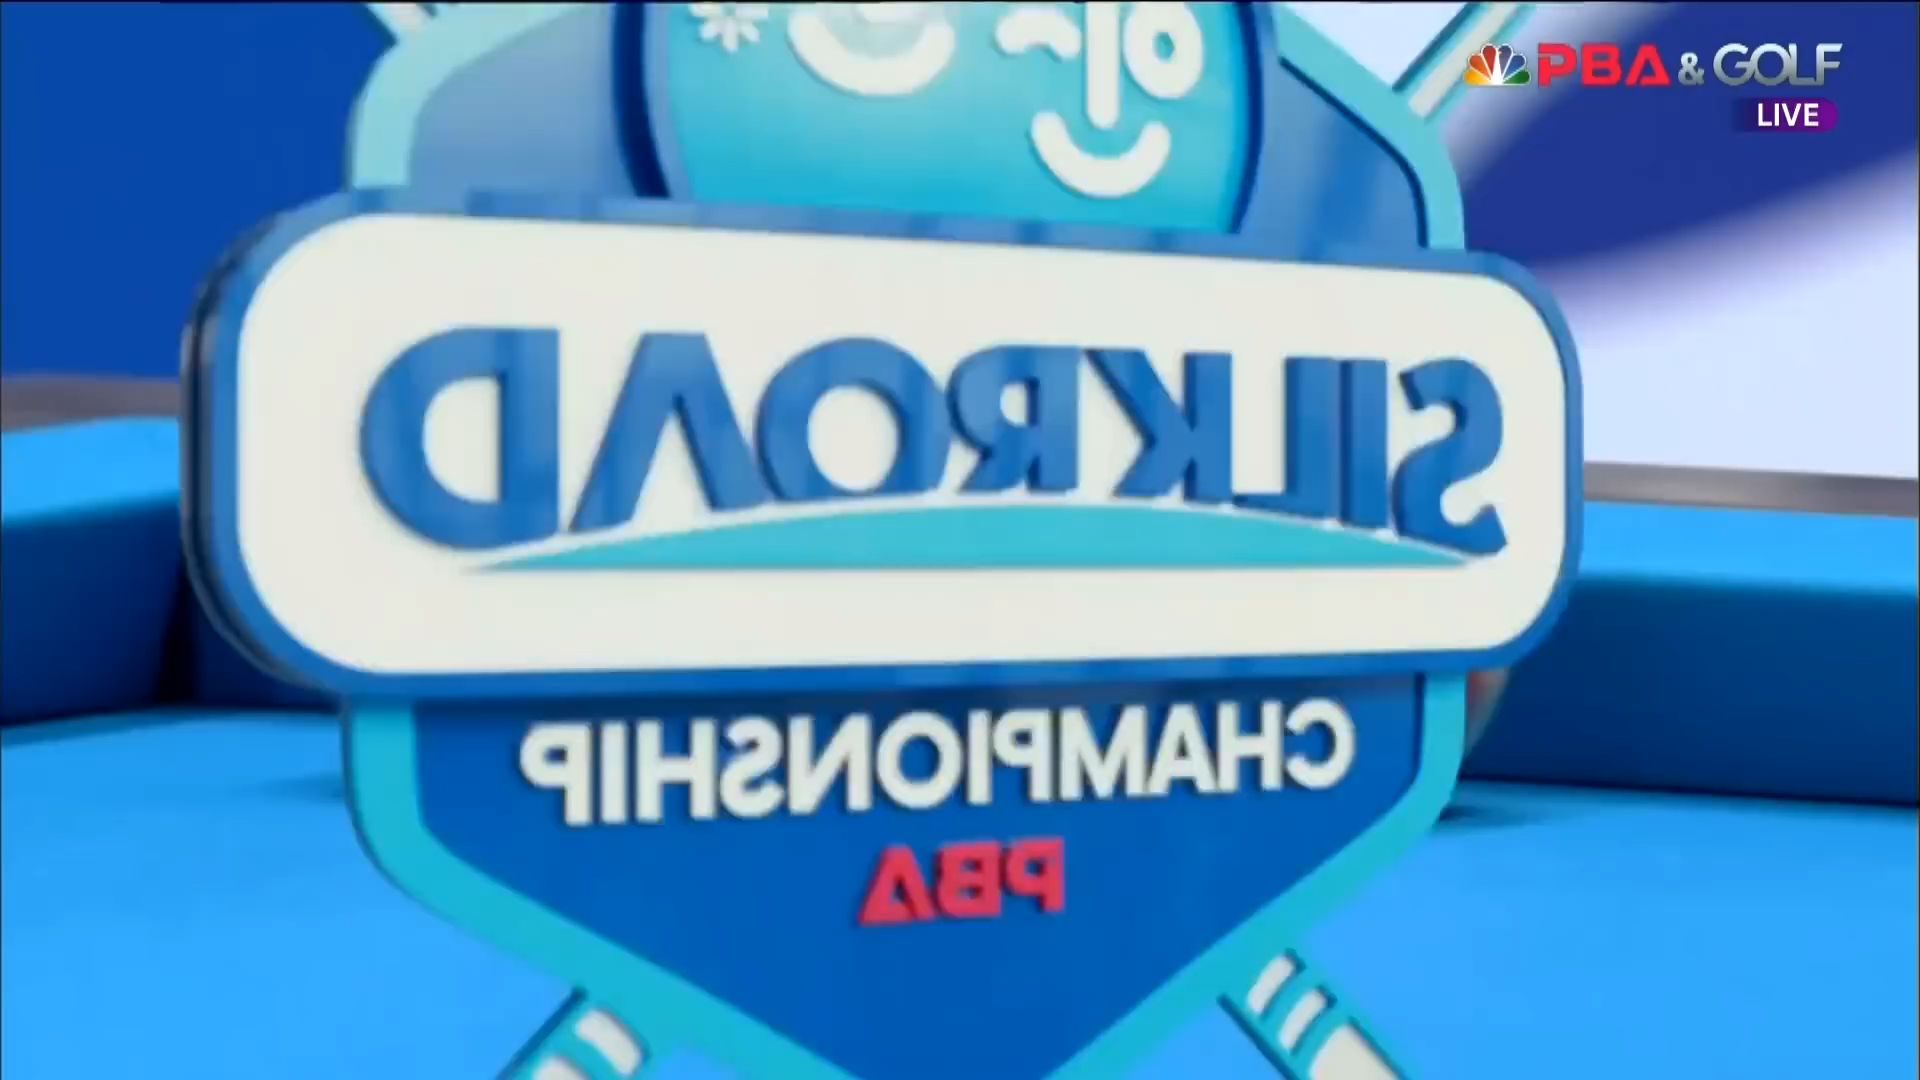 PBA & GOLF
LIVE
SILKROAD
CHAMPIONSHIP
PBA